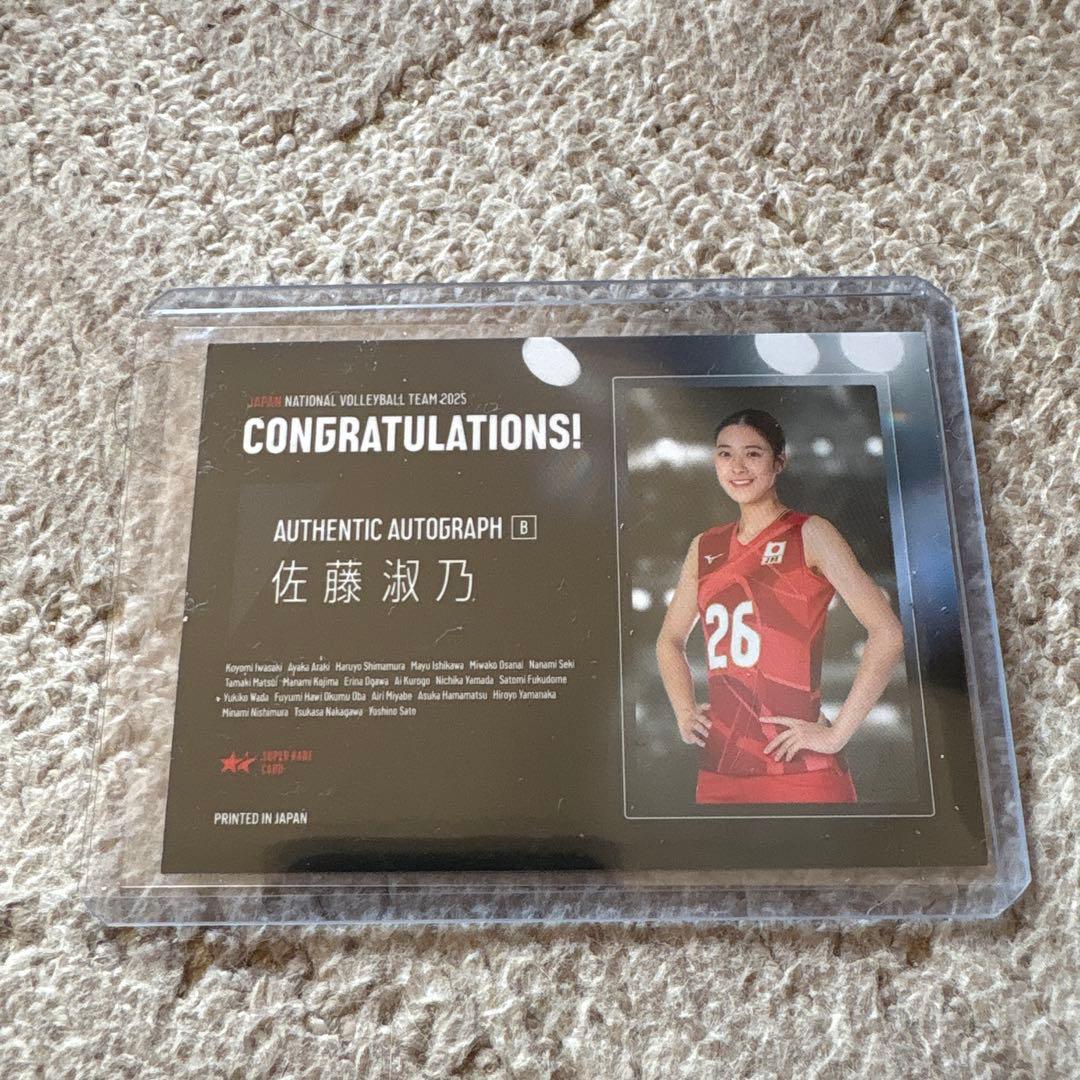 JAPAN NATIONAL VOLLEYBALL TEAM 2025
CONGRATULATIONS!
AUTHENTIC AUTOGRAPH B
佐藤淑乃
Koyomi Iwasaki Ayaka Araki Haruyo Shimamura Mayu Ishikawa Miwako Osanai Nanami Seki
Tamaki Matsui Manami Kojima Erina Ogawa Ai Kurogo Nichika Yamada Satomi Fukudome
Yukiko Wada Fuyumi Hawi Okumu Oba Airi Miyabe Asuka Hamamatsu Hiroyo Yamanaka
Minami Nishimura Tsukasa Nakagawa Yoshino Sato
SUPER RARE
CARD
PRINTED IN JAPAN
26